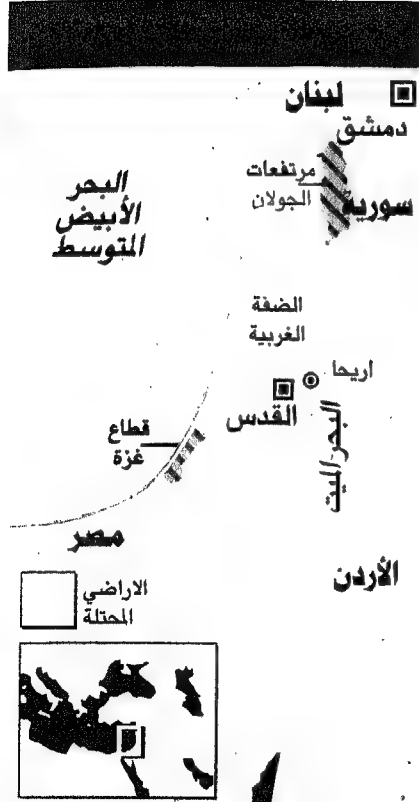 لبنان
دمشق
مرتفعات
الجولان
سورية
البحر
الأبيض
المتوسط
الضفة
الغربية
اريحا
القدس
البحر الميت
قطاع
غزة
مصر
الأردن
الاراضي
المحتلة